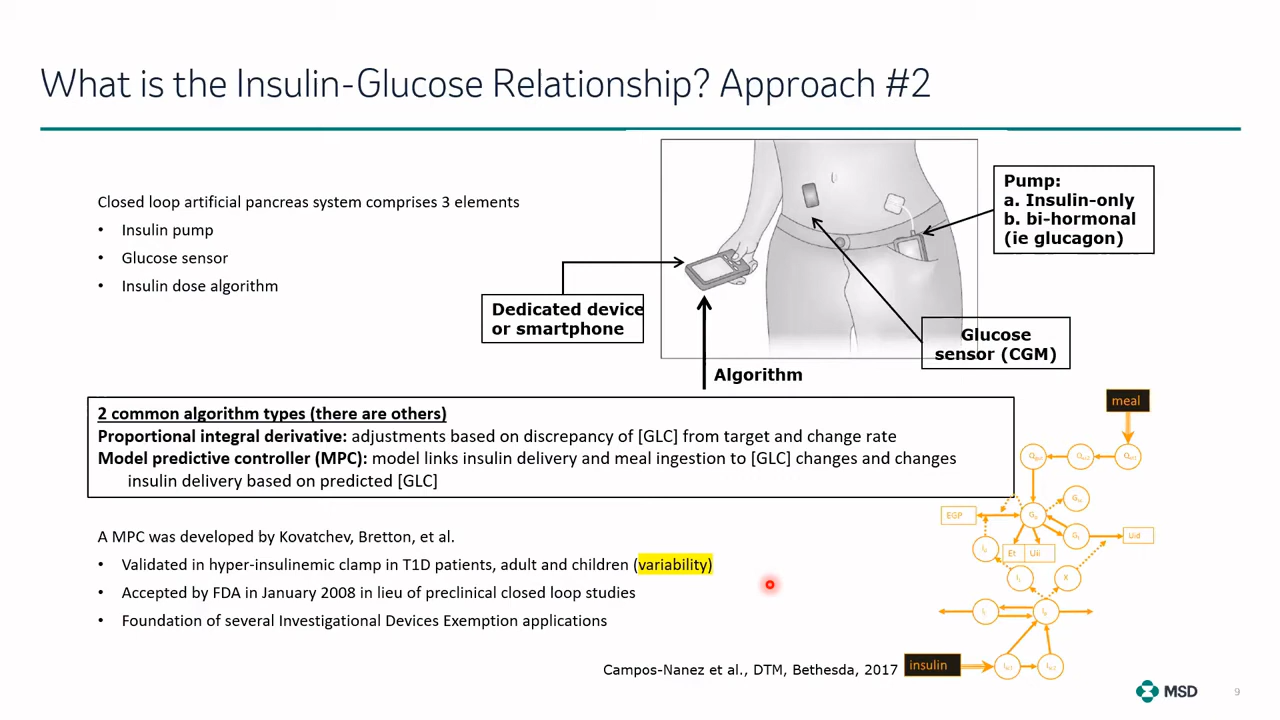 What is the Insulin-Glucose Relationship? Approach #2
Closed loop artificial pancreas system comprises 3 elements
• Insulin pump
• Glucose sensor
• Insulin dose algorithm
Pump:
a. Insulin-only
b. bi-hormonal
(ie glucagon)
Dedicated device
or smartphone
Glucose
sensor (CGM)
Algorithm
2 common algorithm types (there are others)
Proportional integral derivative: adjustments based on discrepancy of [GLC] from target and change rate
Model predictive controller (MPC): model links insulin delivery and meal ingestion to [GLC] changes and changes
insulin delivery based on predicted [GLC]
A MPC was developed by Kovatchev, Bretton, et al.
• Validated in hyper-insulinemic clamp in T1D patients, adult and children (variability)
• Accepted by FDA in January 2008 in lieu of preclinical closed loop studies
• Foundation of several Investigational Devices Exemption applications
meal
EGP
Et
Uii
Uid
X
insulin
Campos-Nanez et al., DTM, Bethesda, 2017
MSD
9